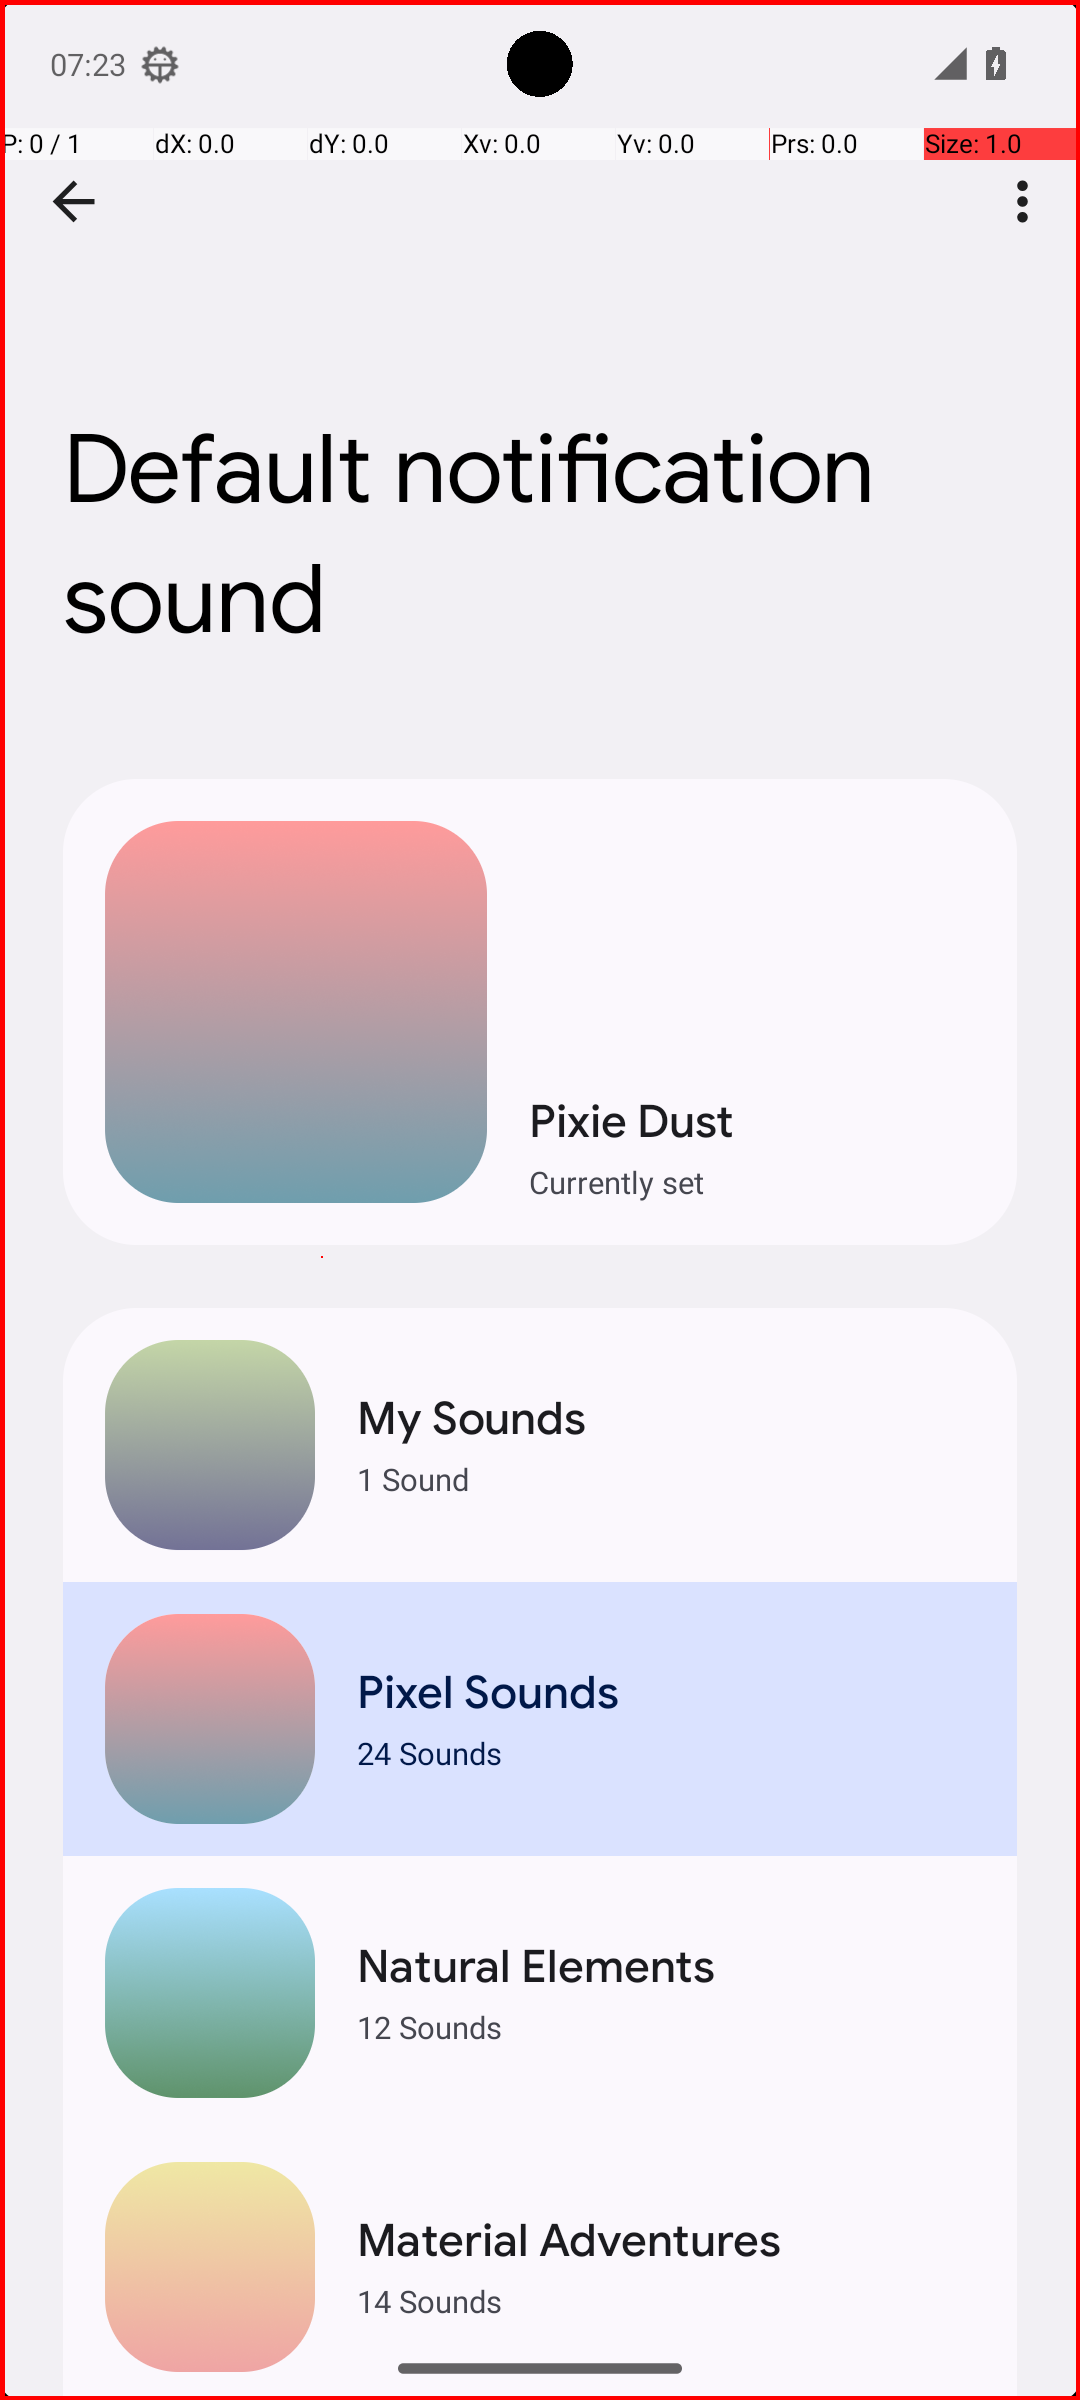 07:23
P: 0 / 1 dX: 0.0 dY: 0.0 Xv: 0.0 Yv: 0.0 Prs: 0.0 Size: 1.0
Default notification
sound
Pixie Dust
Currently set
My Sounds
1 Sound
Pixel Sounds
24 Sounds
Natural Elements
12 Sounds
Material Adventures
14 Sounds